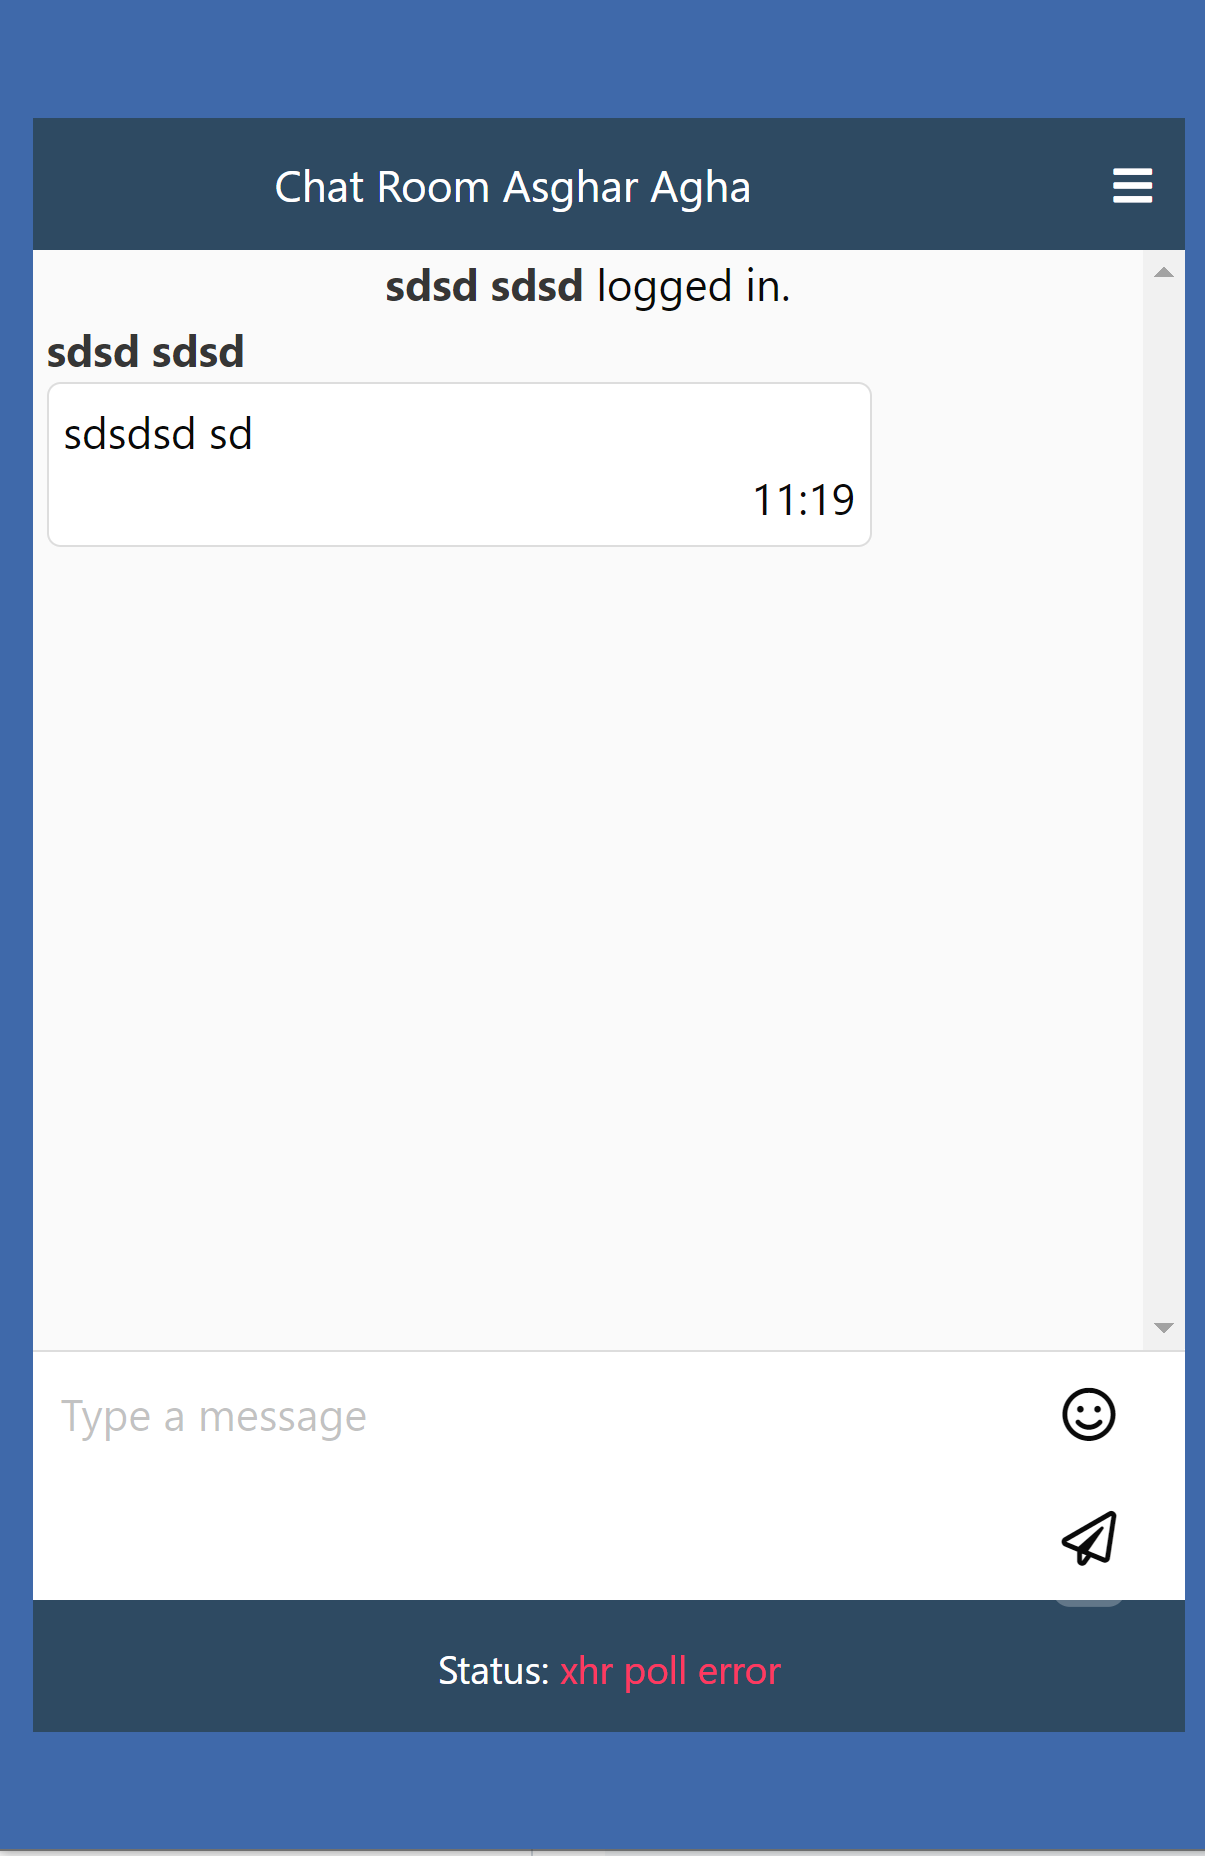 Chat Room Asghar Agha
sdsd sdsd logged in.
sdsd sdsd
sdsdsd sd
11:19
Type a message
Status: xhr poll error